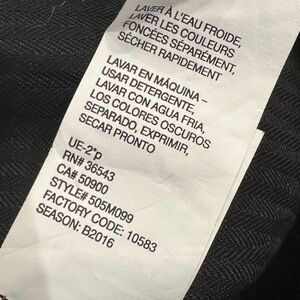 LAVER À L'EAU FROIDE,
LAVER LES COULEURS
FONCÉES SÉPARÉMENT,
SÉCHER RAPIDEMENT
LAVAR EN MÁQUINA –
USAR DETERGENTE,
LAVAR CON AGUA FRIA,
LOS COLORES OSCUROS
SEPARADO, EXPRIMIR,
SECAR PRONTO
UE-2*p
RN# 36543
CA# 50900
STYLE# 505M099
FACTORY CODE: 10583
SEASON: B2016